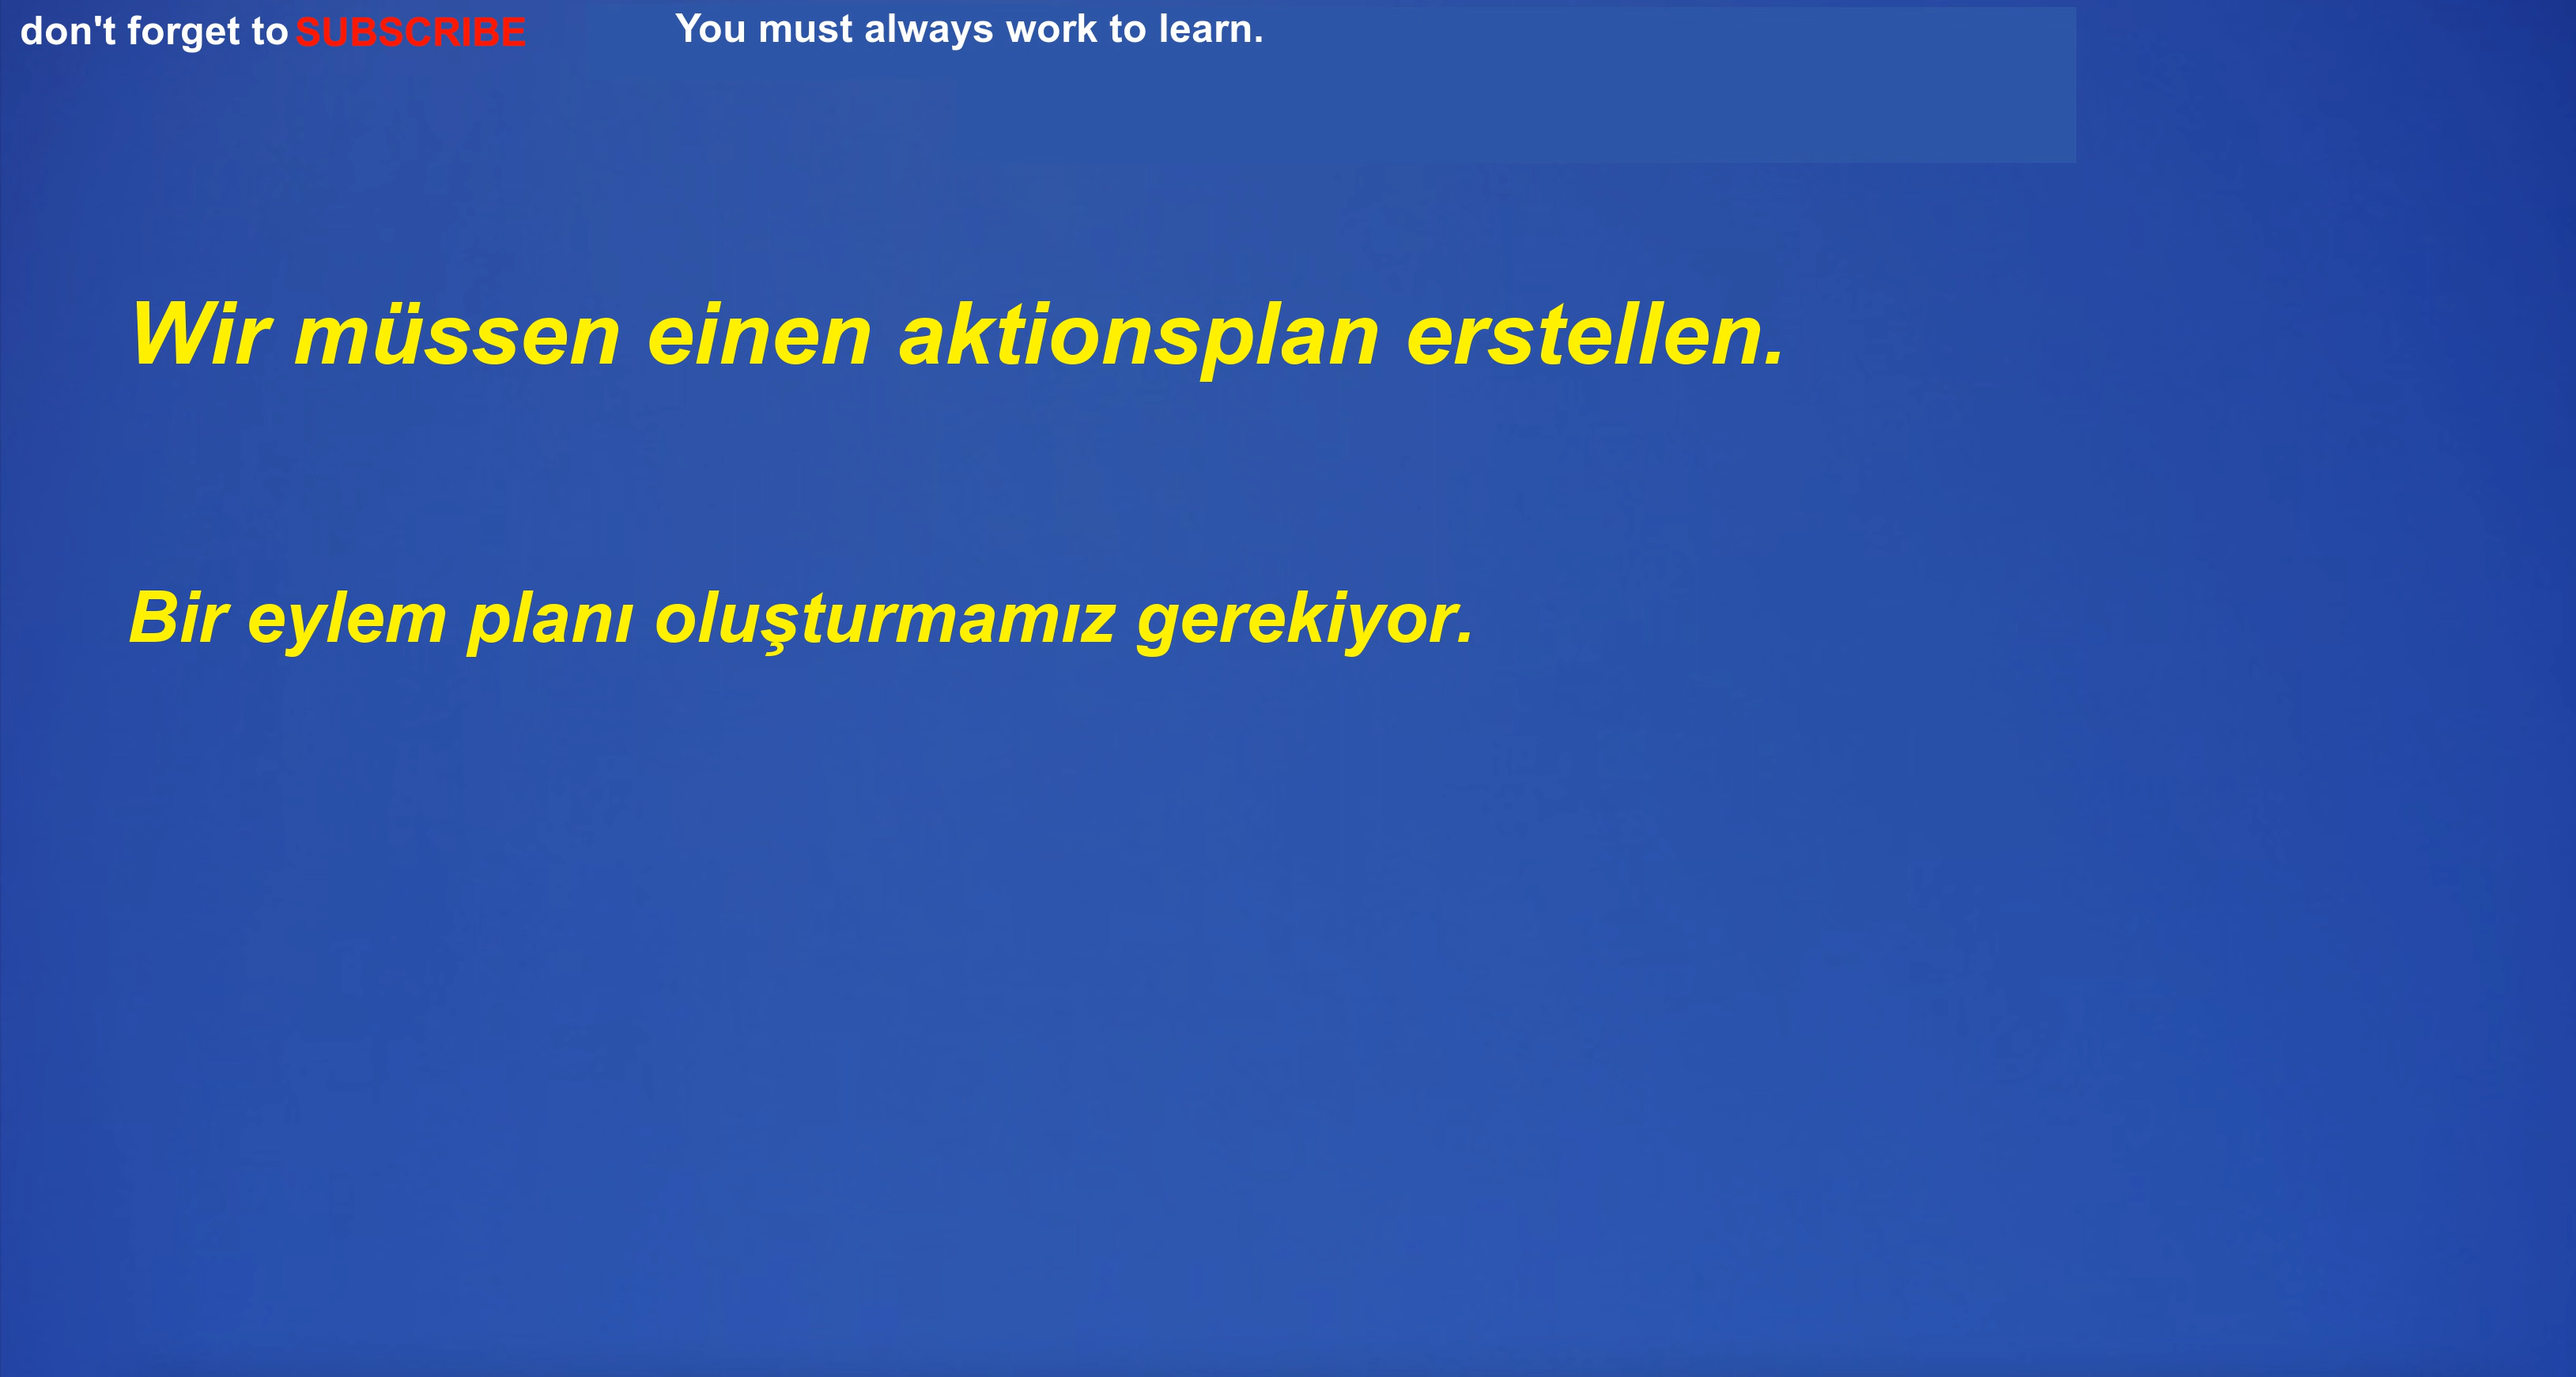 don't forget to SUBSCRIBE
You must always work to learn.
Wir müssen einen aktionsplan erstellen.
Bir eylem planı oluşturmamız gerekiyor.